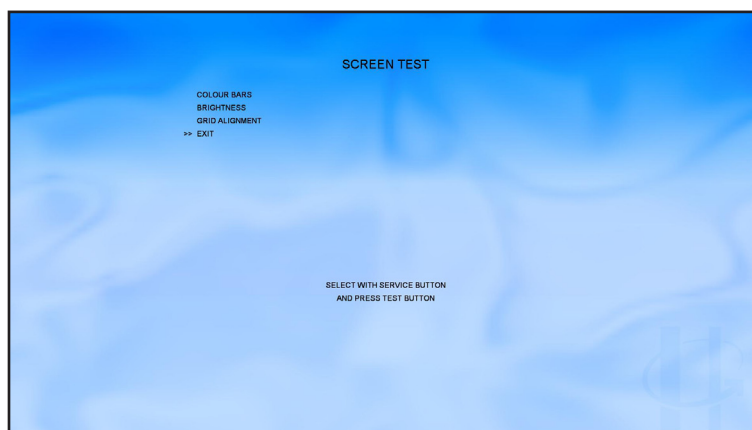 SCREEN TEST
COLOUR BARS
BRIGHTNESS
GRID ALIGNMENT
>> EXIT
SELECT WITH SERVICE BUTTON
AND PRESS TEST BUTTON